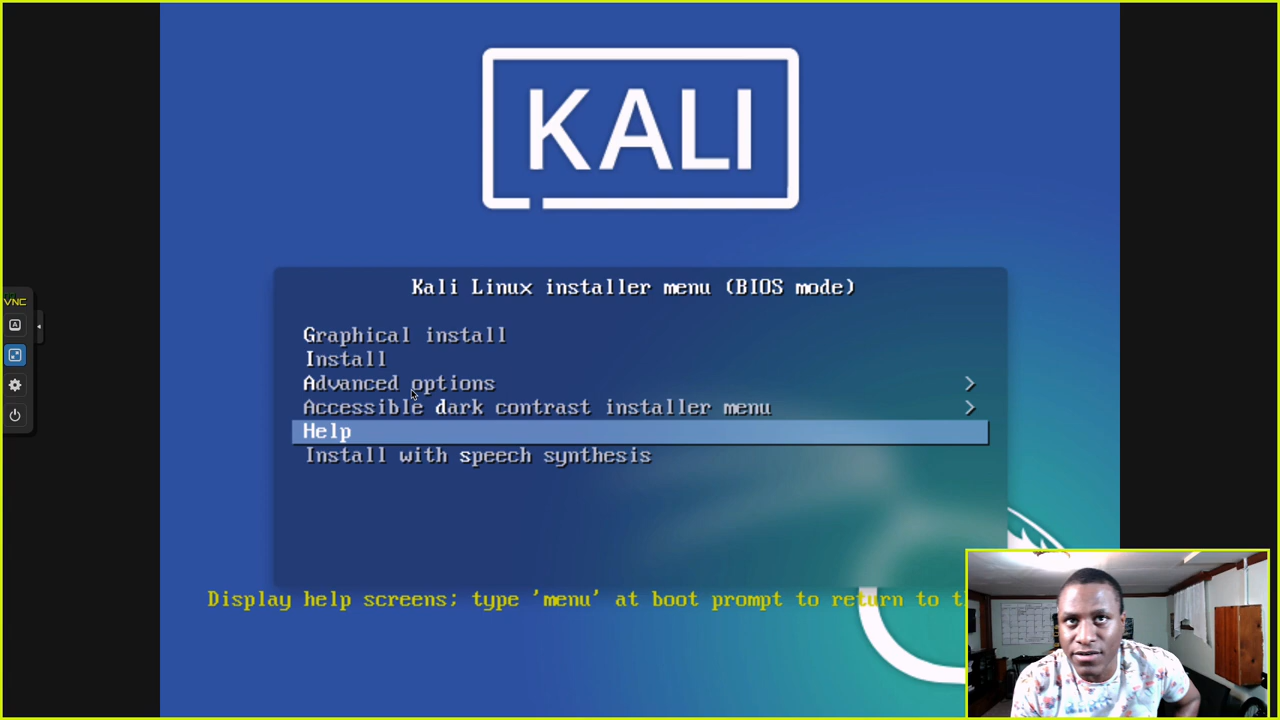 KALI
Kali Linux installer menu (BIOS mode)
Graphical install
Install
Advanced options >
Accessible dark contrast installer menu >
Help
Install with speech synthesis
Display help screens; type 'menu' at boot prompt to return to t
VNC
A